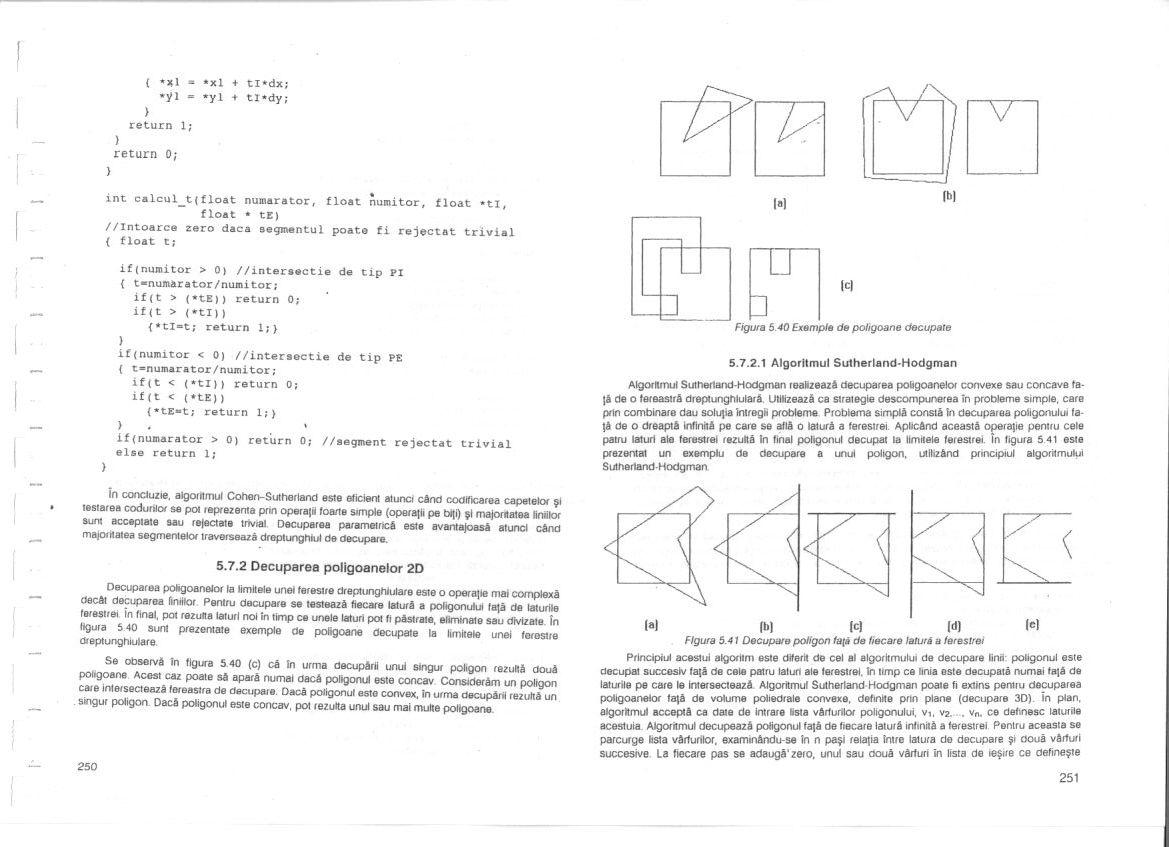 { *x1 = *x1 + tI*dx;
*y1 = *y1 + tI*dy;
}
return 1;
}
return 0;
}
int calcul_t(float numarator, float numitor, float *tI,
float * tE)
//Intoarce zero daca segmentul poate fi rejectat trivial
{ float t;
if(numitor > 0) //intersectie de tip PI
{ t=numarator/numitor;
if(t > (*tE)) return 0;
if(t > (*tI))
{*tI=t; return 1;}
}
if(numitor < 0) //intersectie de tip PE
{ t=numarator/numitor;
if(t < (*tI)) return 0;
if(t < (*tE))
{*tE=t; return 1;}
}
if(numarator > 0) return 0; //segment rejectat trivial
else return 1;
}
În concluzie, algoritmul Cohen–Sutherland este eficient atunci când codificarea capetelor şi
testarea codurilor se pot reprezenta prin operaţii foarte simple (operaţii pe biţi) şi majoritatea liniilor
sunt acceptate sau rejectate trivial. Decuparea parametrică este avantajoasă atunci când
majoritatea segmentelor traversează dreptunghiul de decupare.
5.7.2 Decuparea poligoanelor 2D
Decuparea poligoanelor la limitele unei ferestre dreptunghiulare este o operaţie mai complexă
decât decuparea liniilor. Pentru decupare se testează fiecare latură a poligonului faţă de laturile
ferestrei. În final, pot rezulta laturi noi în timp ce unele laturi pot fi păstrate, eliminate sau divizate. În
figura 5.40 sunt prezentate exemple de poligoane decupate la limitele unei ferestre
dreptunghiulare.
Se observă în figura 5.40 (c) că în urma decupării unui singur poligon rezultă două
poligoane. Acest caz poate să apară numai dacă poligonul este concav. Considerăm un poligon
care intersectează fereastra de decupare. Dacă poligonul este convex, în urma decupării rezultă un
singur poligon. Dacă poligonul este concav, pot rezulta unul sau mai multe poligoane.
250
(a)
(b)
(c)
Figura 5.40 Exemple de poligoane decupate
5.7.2.1 Algoritmul Sutherland-Hodgman
Algoritmul Sutherland-Hodgman realizează decuparea poligoanelor convexe sau concave fa-
ţă de o fereastră dreptunghiulară. Utilizează ca strategie descompunerea în probleme simple, care
prin combinare dau soluţia întregii probleme. Problema simplă constă în decuparea poligonului fa-
ţă de o dreaptă infinită pe care se află o latură a ferestrei. Aplicând această operaţie pentru cele
patru laturi ale ferestrei rezultă în final poligonul decupat la limitele ferestrei. În figura 5.41 este
prezentat un exemplu de decupare a unui poligon, utilizând principiul algoritmului
Sutherland-Hodgman.
(a) (b) (c) (d) (e)
Figura 5.41 Decupare poligon faţă de fiecare latură a ferestrei
Principiul acestui algoritm este diferit de cel al algoritmului de decupare linii: poligonul este
decupat succesiv faţă de cele patru laturi ale ferestrei, în timp ce linia este decupată numai faţă de
laturile pe care le intersectează. Algoritmul Sutherland-Hodgman poate fi extins pentru decuparea
poligoanelor faţă de volume poliedrale convexe, definite prin plane (decupare 3D). În plan,
algoritmul acceptă ca date de intrare lista vârfurilor poligonului, v1, v2,..., vn, ce definesc laturile
acestuia. Algoritmul decupează poligonul faţă de fiecare latură infinită a ferestrei. Pentru aceasta se
parcurge lista vârfurilor, examinându-se în n paşi relaţia între latura de decupare şi două vârfuri
succesive. La fiecare pas se adaugă zero, unul sau două vârfuri în lista de ieşire ce defineşte
251